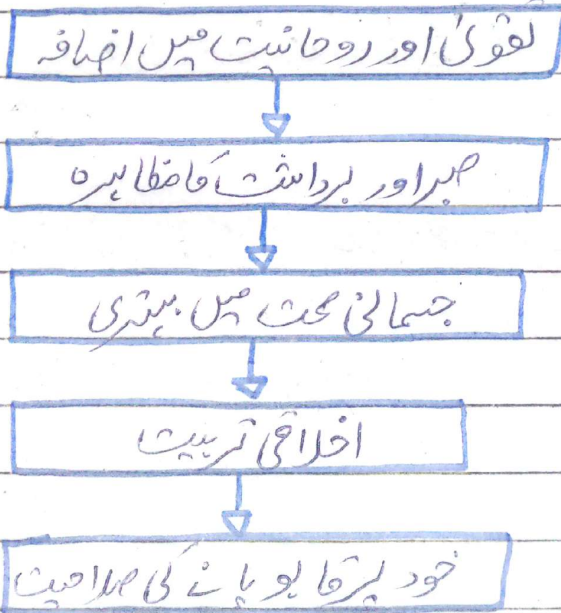 تقویٰ اور روحانیت میں اضافہ
صبر اور برداشت کا مظاہرہ
جسمانی صحت میں بہتری
اخلاقی تربیت
خود پر قابو پانے کی صلاحیت